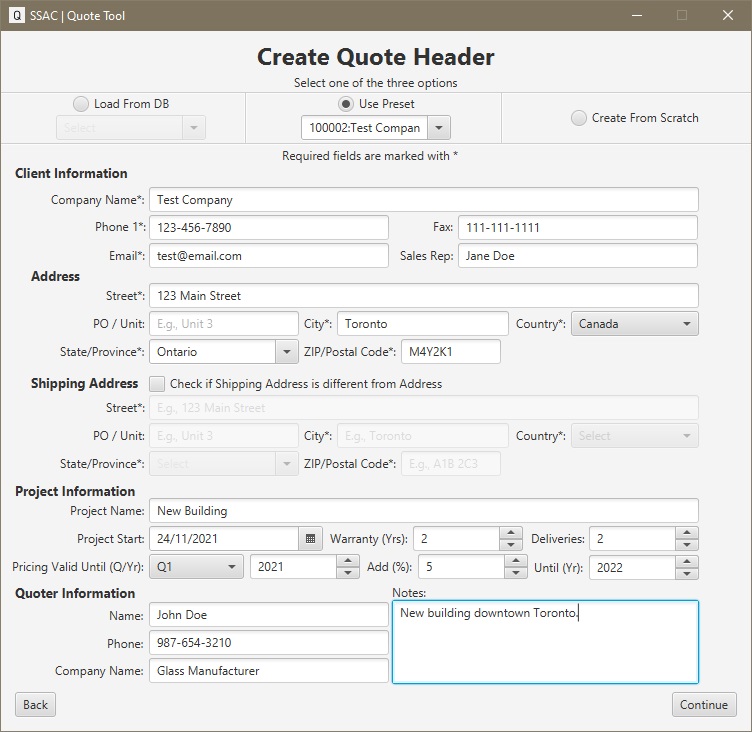 Q SSAC | Quote Tool
Create Quote Header
Select one of the three options
Load From DB
Select
Use Preset
100002:Test Compan
Create From Scratch
Required fields are marked with *
Client Information
Company Name*: Test Company
Phone 1*: 123-456-7890 Fax: 111-111-1111
Email*: test@email.com Sales Rep: Jane Doe
Address
Street*: 123 Main Street
PO / Unit: E.g., Unit 3 City*: Toronto Country*: Canada
State/Province*: Ontario ZIP/Postal Code*: M4Y2K1
Shipping Address Check if Shipping Address is different from Address
Street*: E.g., 123 Main Street
PO / Unit: E.g., Unit 3 City*: E.g., Toronto Country*: Select
State/Province*: Select ZIP/Postal Code*: E.g., A1B 2C3
Project Information
Project Name: New Building
Project Start: 24/11/2021 Warranty (Yrs): 2 Deliveries: 2
Pricing Valid Until (Q/Yr): Q1 2021 Add (%): 5 Until (Yr): 2022
Quoter Information
Name: John Doe
Phone: 987-654-3210
Company Name: Glass Manufacturer
Notes:
New building downtown Toronto.
Back
Continue